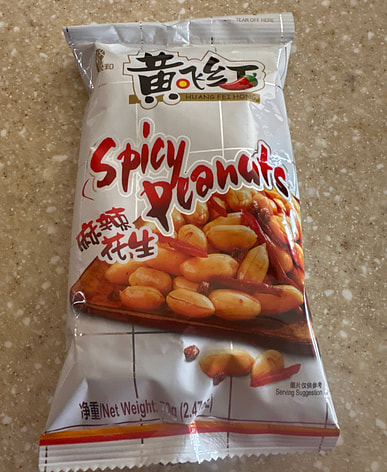 TEAR OFF HERE
黄飞红
HUANG FEI HONG
Spicy
Peanuts
麻辣
花生
净重/Net Weight:
图片仅供参考
Serving Suggestion